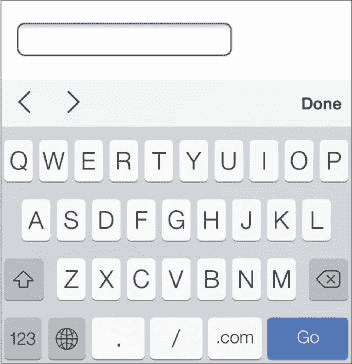 Done
Q W E R T Y U I O P
A S D F G H J K L
Z X C V B N M
123 . / .com Go